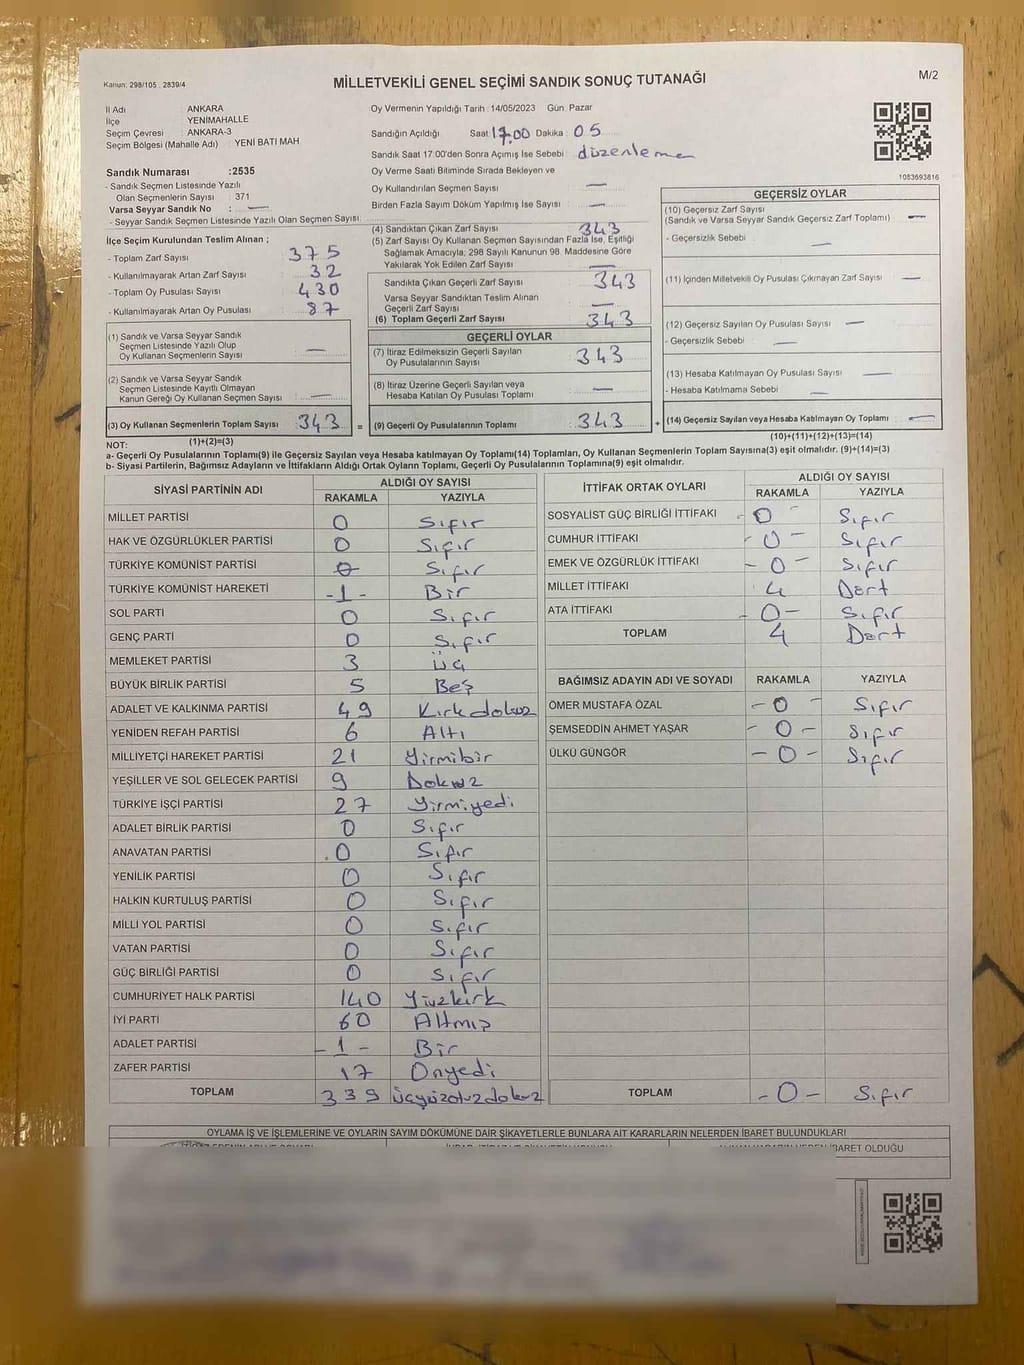 Kanun: 298/105 2839/4
MİLLETVEKİLİ GENEL SEÇİMİ SANDIK SONUÇ TUTANAĞI
M/2
İl Adı : ANKARA
İlçe : YENİMAHALLE
Seçim Çevresi : ANKARA-3
Seçim Bölgesi (Mahalle Adı) : YENİ BATI MAH
Oy Vermenin Yapıldığı Tarih : 14/05/2023 Gün: Pazar
Sandığın Açıldığı Saat: 17.00 Dakika : 05
Sandık Saat 17:00'den Sonra Açılmış İse Sebebi : düzenleme
1083693816
Sandık Numarası :2535
- Sandık Seçmen Listesinde Yazılı
Olan Seçmenlerin Sayısı : 371
Varsa Seyyar Sandık No : —
- Seyyar Sandık Seçmen Listesinde Yazılı Olan Seçmen Sayısı:
Oy Verme Saati Bitiminde Sırada Bekleyen ve
Oy Kullandırılan Seçmen Sayısı —
Birden Fazla Sayım Döküm Yapılmış İse Sayısı —
İlçe Seçim Kurulundan Teslim Alınan ;
- Toplam Zarf Sayısı : 375
- Kullanılmayarak Artan Zarf Sayısı : 32
- Toplam Oy Pusulası Sayısı : 430
- Kullanılmayarak Artan Oy Pusulası : 87
(4) Sandıktan Çıkan Zarf Sayısı : 343
(5) Zarf Sayısı Oy Kullanan Seçmen Sayısından Fazla İse, Eşitliği
Sağlamak Amacıyla, 298 Sayılı Kanunun 98. Maddesine Göre
Yakılarak Yok Edilen Zarf Sayısı —
Sandıkta Çıkan Geçerli Zarf Sayısı : 343
Varsa Seyyar Sandıktan Teslim Alınan
Geçerli Zarf Sayısı : —
(6) Toplam Geçerli Zarf Sayısı : 343
GEÇERSİZ OYLAR
(10) Geçersiz Zarf Sayısı
(Sandık ve Varsa Seyyar Sandık Geçersiz Zarf Toplamı) : —
- Geçersizlik Sebebi : —
(11) İçinden Milletvekili Oy Pusulası Çıkmayan Zarf Sayısı : —
(12) Geçersiz Sayılan Oy Pusulası Sayısı : —
- Geçersizlik Sebebi : —
(13) Hesaba Katılmayan Oy Pusulası Sayısı : —
- Hesaba Katılmama Sebebi : —
(14) Geçersiz Sayılan veya Hesaba Katılmayan Oy Toplamı : —
(10)+(11)+(12)+(13)=(14)
(1) Sandık ve Varsa Seyyar Sandık
Seçmen Listesinde Yazılı Olup
Oy Kullanan Seçmenlerin Sayısı : —
(2) Sandık ve Varsa Seyyar Sandık
Seçmen Listesinde Kayıtlı Olmayan
Kanun Gereği Oy Kullanan Seçmen Sayısı : —
(3) Oy Kullanan Seçmenlerin Toplam Sayısı : 343 =
(1)+(2)=(3)
GEÇERLİ OYLAR
(7) İtiraz Edilmeksizin Geçerli Sayılan
Oy Pusulalarının Sayısı : 343
(8) İtiraz Üzerine Geçerli Sayılan veya
Hesaba Katılan Oy Pusulası Toplamı : —
(9) Geçerli Oy Pusulalarının Toplamı : 343 +
NOT:
a- Geçerli Oy Pusulalarının Toplamı(9) ile Geçersiz Sayılan veya Hesaba katılmayan Oy Toplamı(14) Toplamları, Oy Kullanan Seçmenlerin Toplam Sayısına(3) eşit olmalıdır. (9)+(14)=(3)
b- Siyasi Partilerin, Bağımsız Adayların ve İttifakların Aldığı Ortak Oyların Toplamı, Geçerli Oy Pusulalarının Toplamına(9) eşit olmalıdır.
SİYASİ PARTİNİN ADI ALDIĞI OY SAYISI
RAKAMLA YAZIYLA
MİLLET PARTİSİ 0 Sıfır
HAK VE ÖZGÜRLÜKLER PARTİSİ 0 Sıfır
TÜRKİYE KOMÜNİST PARTİSİ 0 Sıfır
TÜRKİYE KOMÜNİST HAREKETİ -1- Bir
SOL PARTİ 0 Sıfır
GENÇ PARTİ 0 Sıfır
MEMLEKET PARTİSİ 3 Üç
BÜYÜK BİRLİK PARTİSİ 5 Beş
ADALET VE KALKINMA PARTİSİ 49 Kırkdokuz
YENİDEN REFAH PARTİSİ 6 Altı
MİLLİYETÇİ HAREKET PARTİSİ 21 Yirmibir
YEŞİLLER VE SOL GELECEK PARTİSİ 9 Dokuz
TÜRKİYE İŞÇİ PARTİSİ 27 Yirmiyedi
ADALET BİRLİK PARTİSİ 0 Sıfır
ANAVATAN PARTİSİ 0 Sıfır
YENİLİK PARTİSİ 0 Sıfır
HALKIN KURTULUŞ PARTİSİ 0 Sıfır
MİLLİ YOL PARTİSİ 0 Sıfır
VATAN PARTİSİ 0 Sıfır
GÜÇ BİRLİĞİ PARTİSİ 0 Sıfır
CUMHURİYET HALK PARTİSİ 140 Yüzkırk
İYİ PARTİ 60 Altmış
ADALET PARTİSİ -1- Bir
ZAFER PARTİSİ 17 Onyedi
TOPLAM 339 Üçyüzotuzdokuz
İTTİFAK ORTAK OYLARI ALDIĞI OY SAYISI
RAKAMLA YAZIYLA
SOSYALİST GÜÇ BİRLİĞİ İTTİFAKI -0- Sıfır
CUMHUR İTTİFAKI -0- Sıfır
EMEK VE ÖZGÜRLÜK İTTİFAKI -0- Sıfır
MİLLET İTTİFAKI 4 Dört
ATA İTTİFAKI -0- Sıfır
TOPLAM 4 Dört
BAĞIMSIZ ADAYIN ADI VE SOYADI RAKAMLA YAZIYLA
ÖMER MUSTAFA ÖZAL -0- Sıfır
ŞEMSEDDİN AHMET YAŞAR -0- Sıfır
ÜLKÜ GÜNGÖR -0- Sıfır
TOPLAM -0- Sıfır
OYLAMA İŞ VE İŞLEMLERİNE VE OYLARIN SAYIM DÖKÜMÜNE DAİR ŞİKAYETLERLE BUNLARA AİT KARARLARIN NELERDEN İBARET BULUNDUKLARI
İBARET OLDUĞU